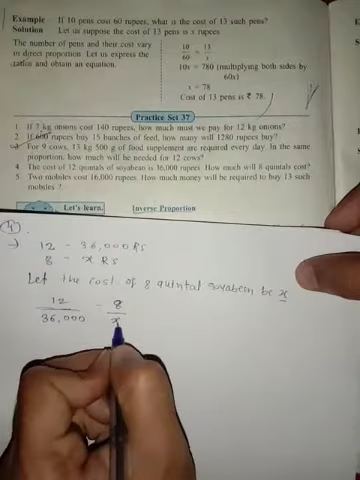 Example If 10 pens cost 60 rupees, what is the cost of 13 such pens?
Solution Let us suppose the cost of 13 pens is x rupees
The number of pens and their cost vary
in direct proportion. Let us express the
ratios and obtain an equation.
10/60 = 13/x
10x = 780 (multiplying both sides by
60x)
x = 78
Cost of 13 pens is ₹ 78.
Practice Set 37
1. If 7 kg onions cost 140 rupees, how much must we pay for 12 kg onions?
2. If 600 rupees buy 15 bunches of feed, how many will 1280 rupees buy?
For 9 cows, 13 kg 500 g of food supplement are required every day. In the same
proportion, how much will be needed for 12 cows?
4. The cost of 12 quintals of soyabean is 36,000 rupees. How much will 8 quintals cost?
5. Two mobiles cost 16,000 rupees. How much money will be required to buy 13 such
mobiles ?
Let's learn. Inverse Proportion
4.
→ 12 - 36,000 Rs
8 - x Rs
Let the cost of 8 quintal soyabean be x
12/36,000 = 8/x